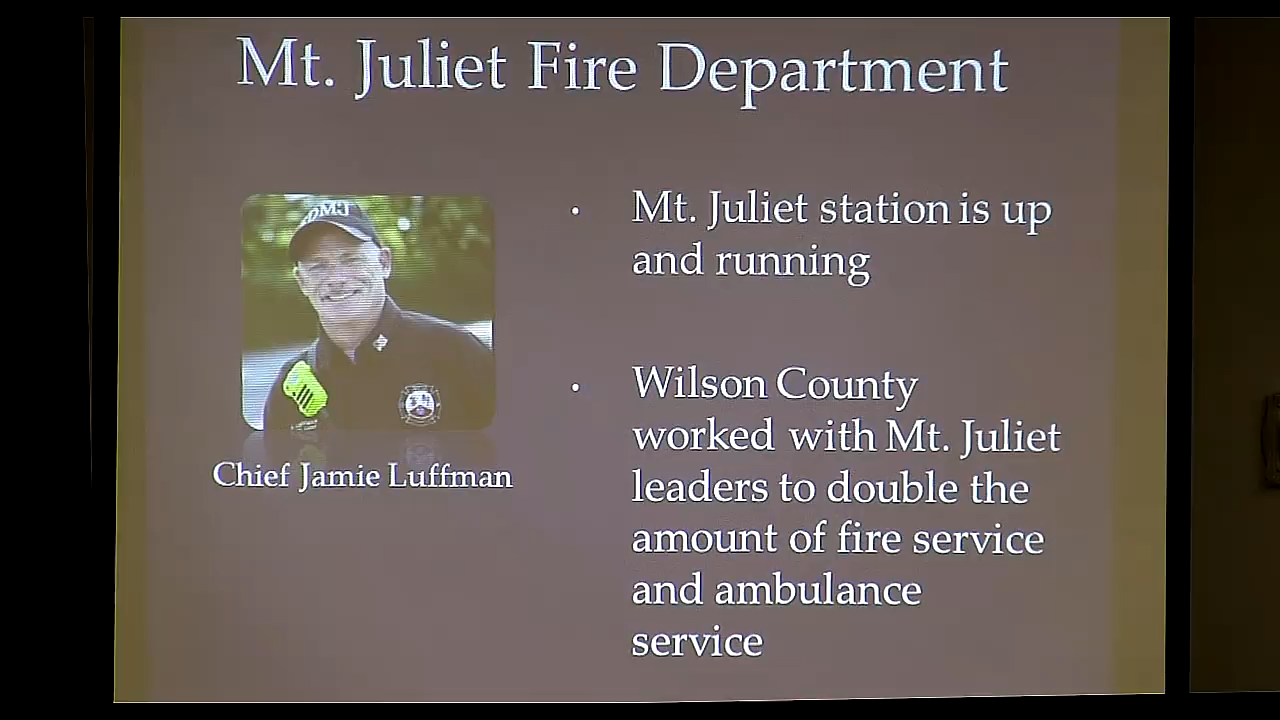 Mt. Juliet Fire Department
• Mt. Juliet station is up
and running
• Wilson County
worked with Mt. Juliet
leaders to double the
amount of fire service
and ambulance
service
Chief Jamie Luffman